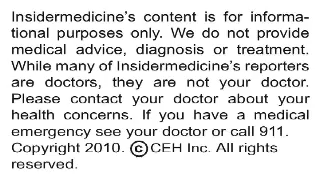 Insidermedicine's content is for informa-
tional purposes only. We do not provide
medical advice, diagnosis or treatment.
While many of Insidermedicine's reporters
are doctors, they are not your doctor.
Please contact your doctor about your
health concerns. If you have a medical
emergency see your doctor or call 911.
Copyright 2010. © CEH Inc. All rights
reserved.